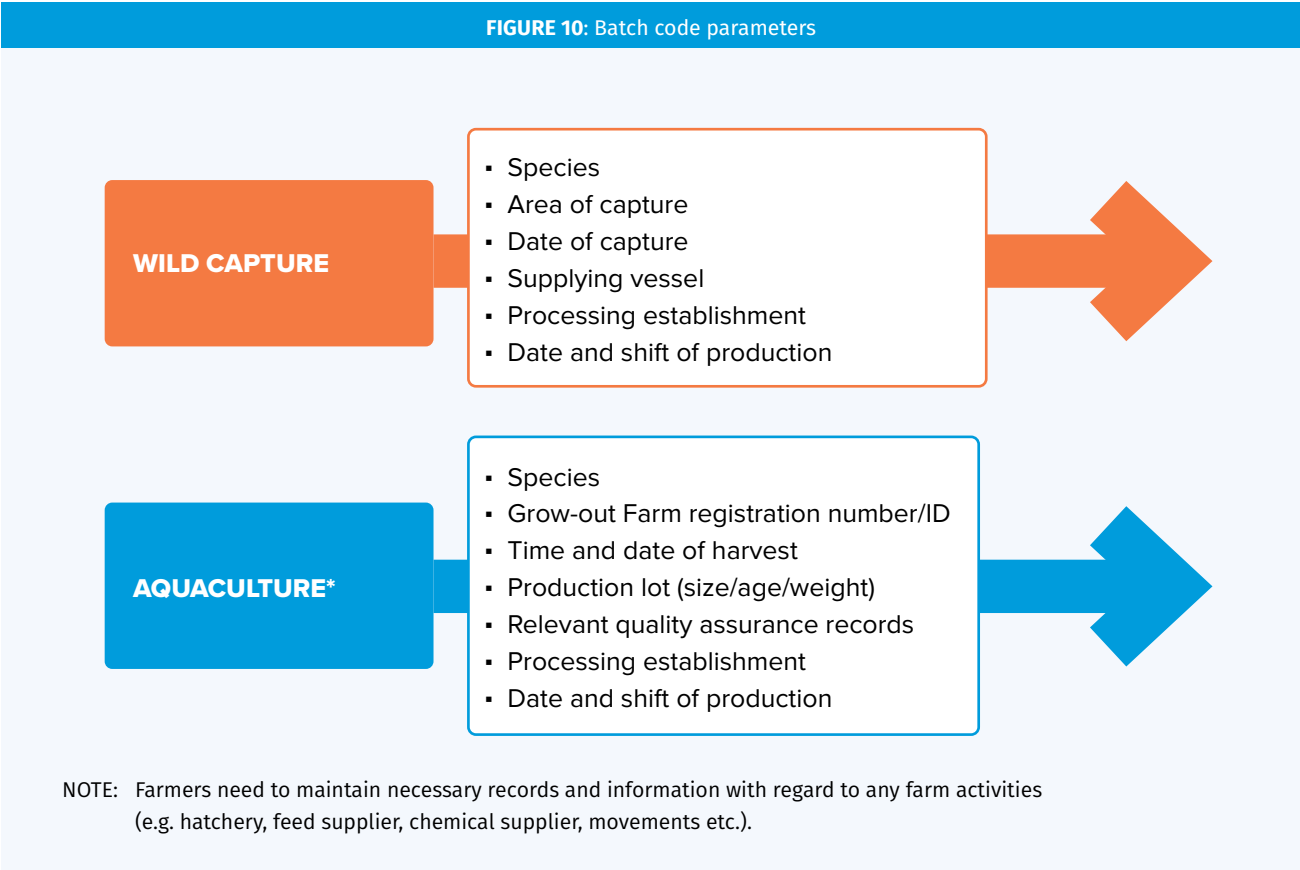 FIGURE 10: Batch code parameters
WILD CAPTURE
▪ Species
▪ Area of capture
▪ Date of capture
▪ Supplying vessel
▪ Processing establishment
▪ Date and shift of production
AQUACULTURE*
▪ Species
▪ Grow-out Farm registration number/ID
▪ Time and date of harvest
▪ Production lot (size/age/weight)
▪ Relevant quality assurance records
▪ Processing establishment
▪ Date and shift of production
NOTE: Farmers need to maintain necessary records and information with regard to any farm activities
(e.g. hatchery, feed supplier, chemical supplier, movements etc.).